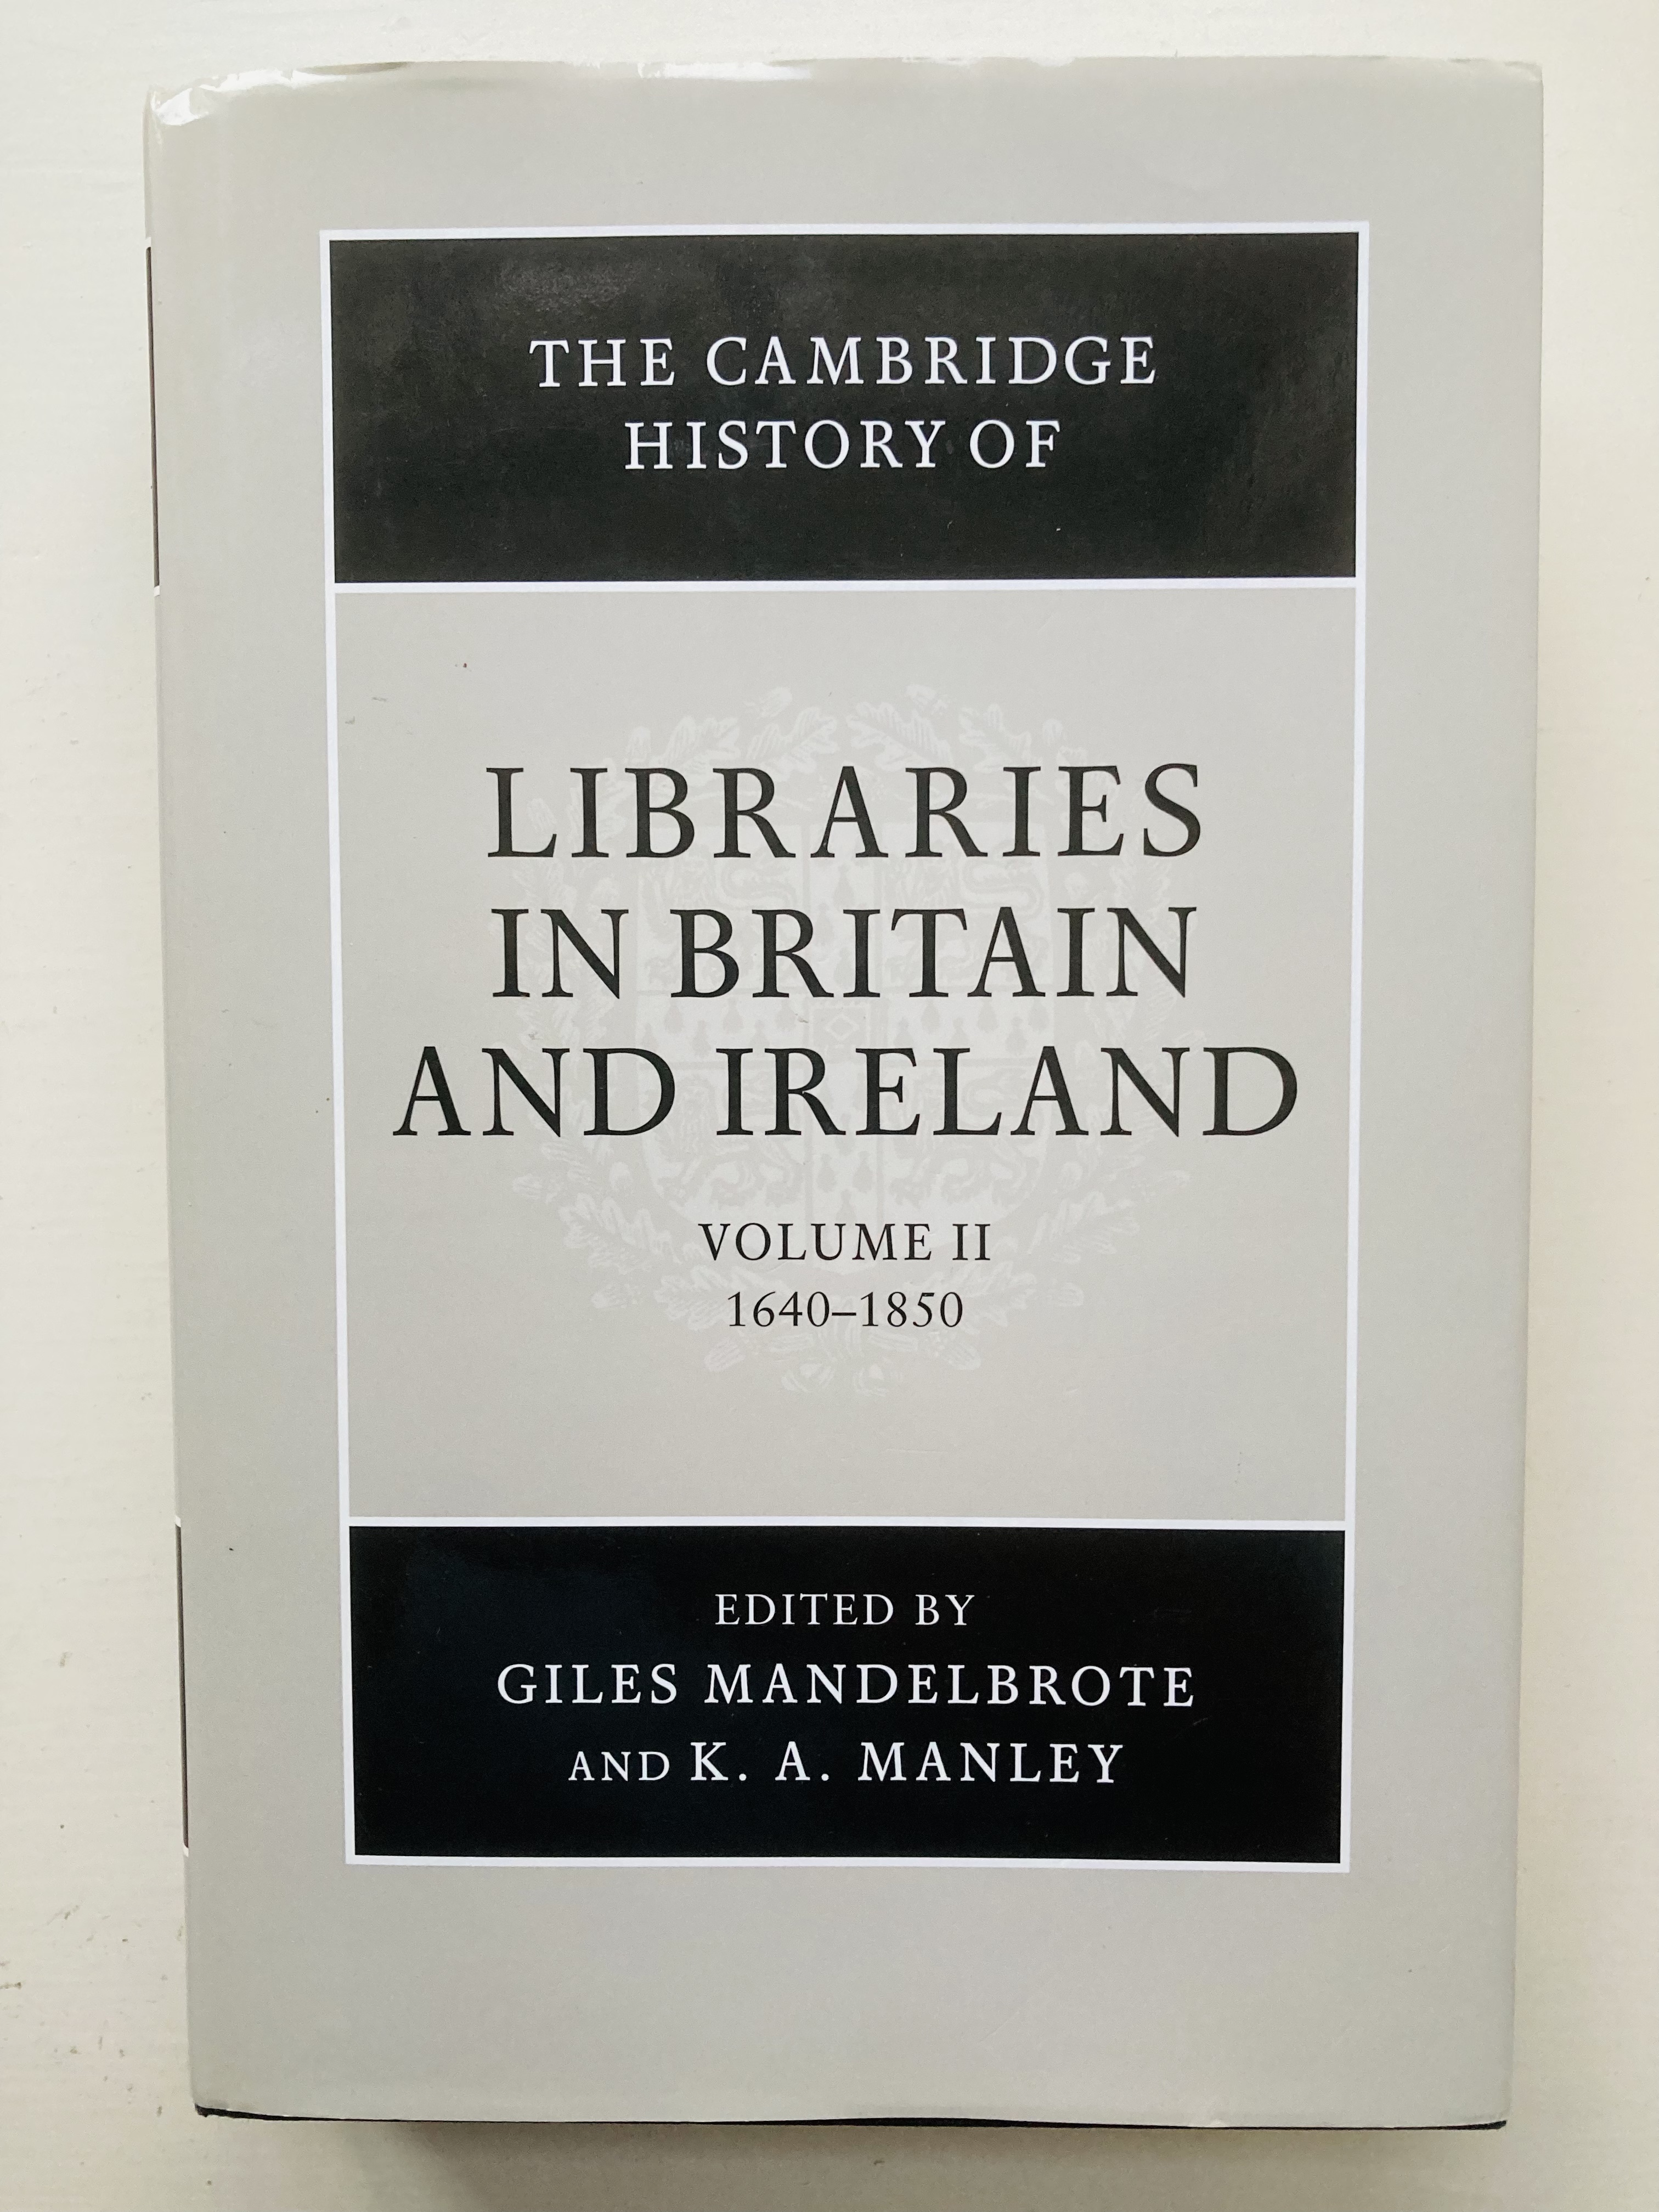 THE CAMBRIDGE
HISTORY OF
LIBRARIES
IN BRITAIN
AND IRELAND
VOLUME II
1640–1850
EDITED BY
GILES MANDELBROTE
AND K. A. MANLEY